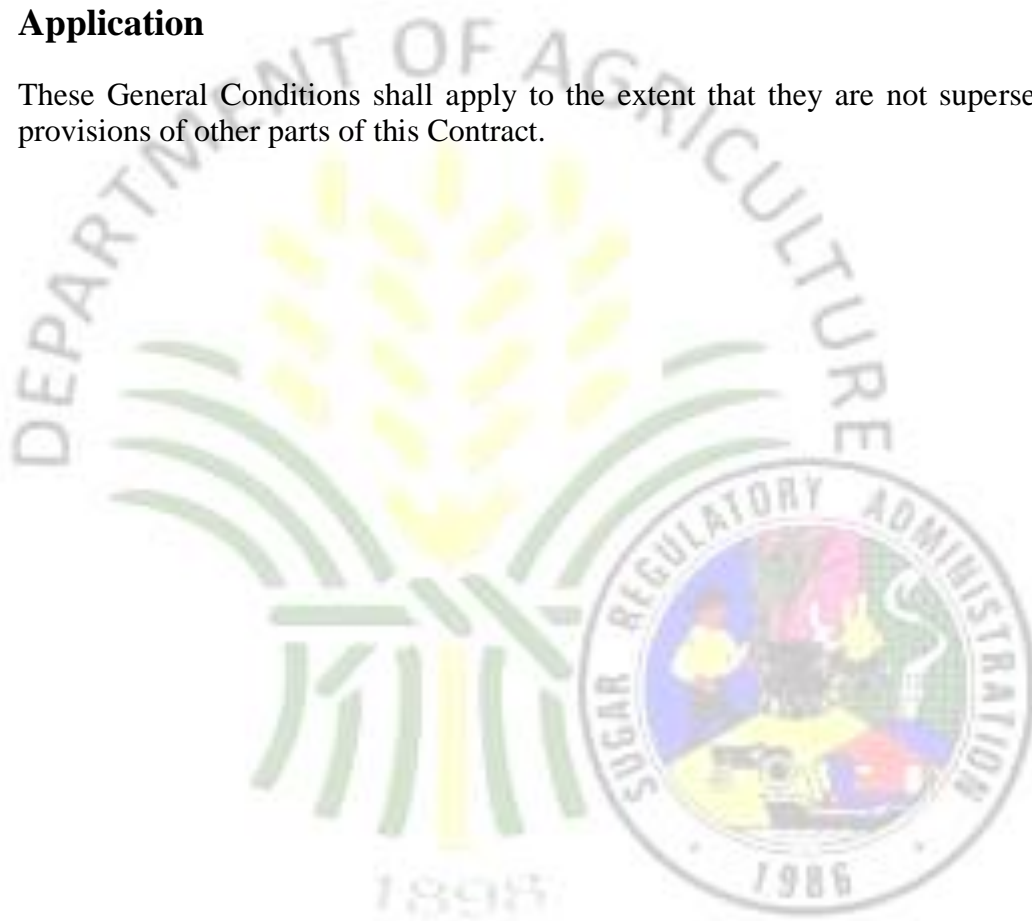 Application
These General Conditions shall apply to the extent that they are not superse
provisions of other parts of this Contract.
DEPARTMENT OF AGRICULTURE
SUGAR REGULATORY ADMINISTRATION
1986
1898